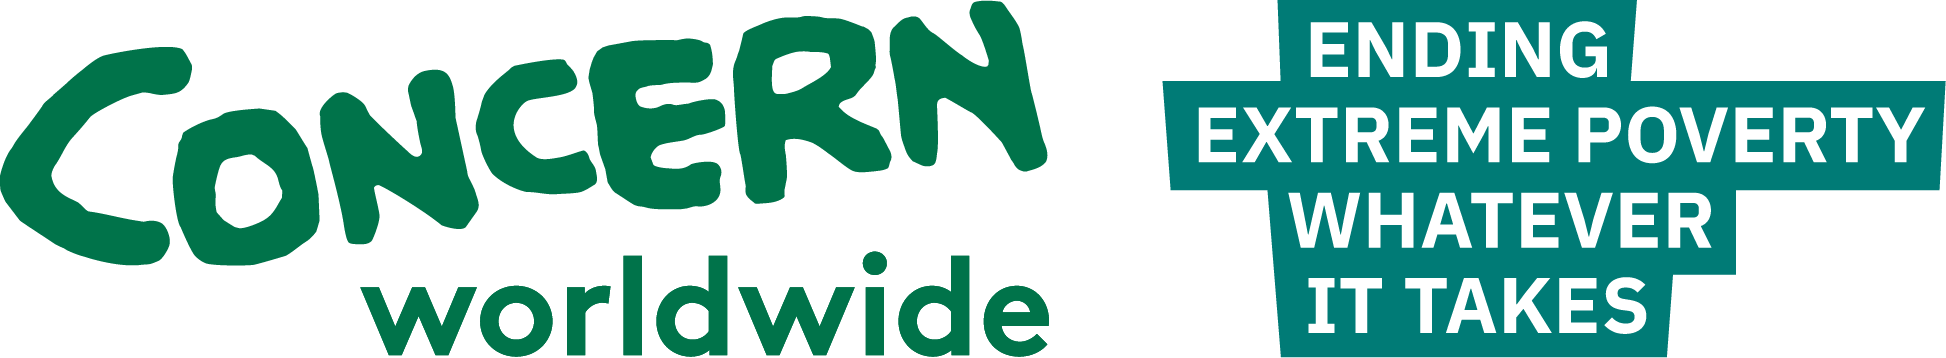 CONCERN
worldwide
ENDING
EXTREME POVERTY
WHATEVER
IT TAKES